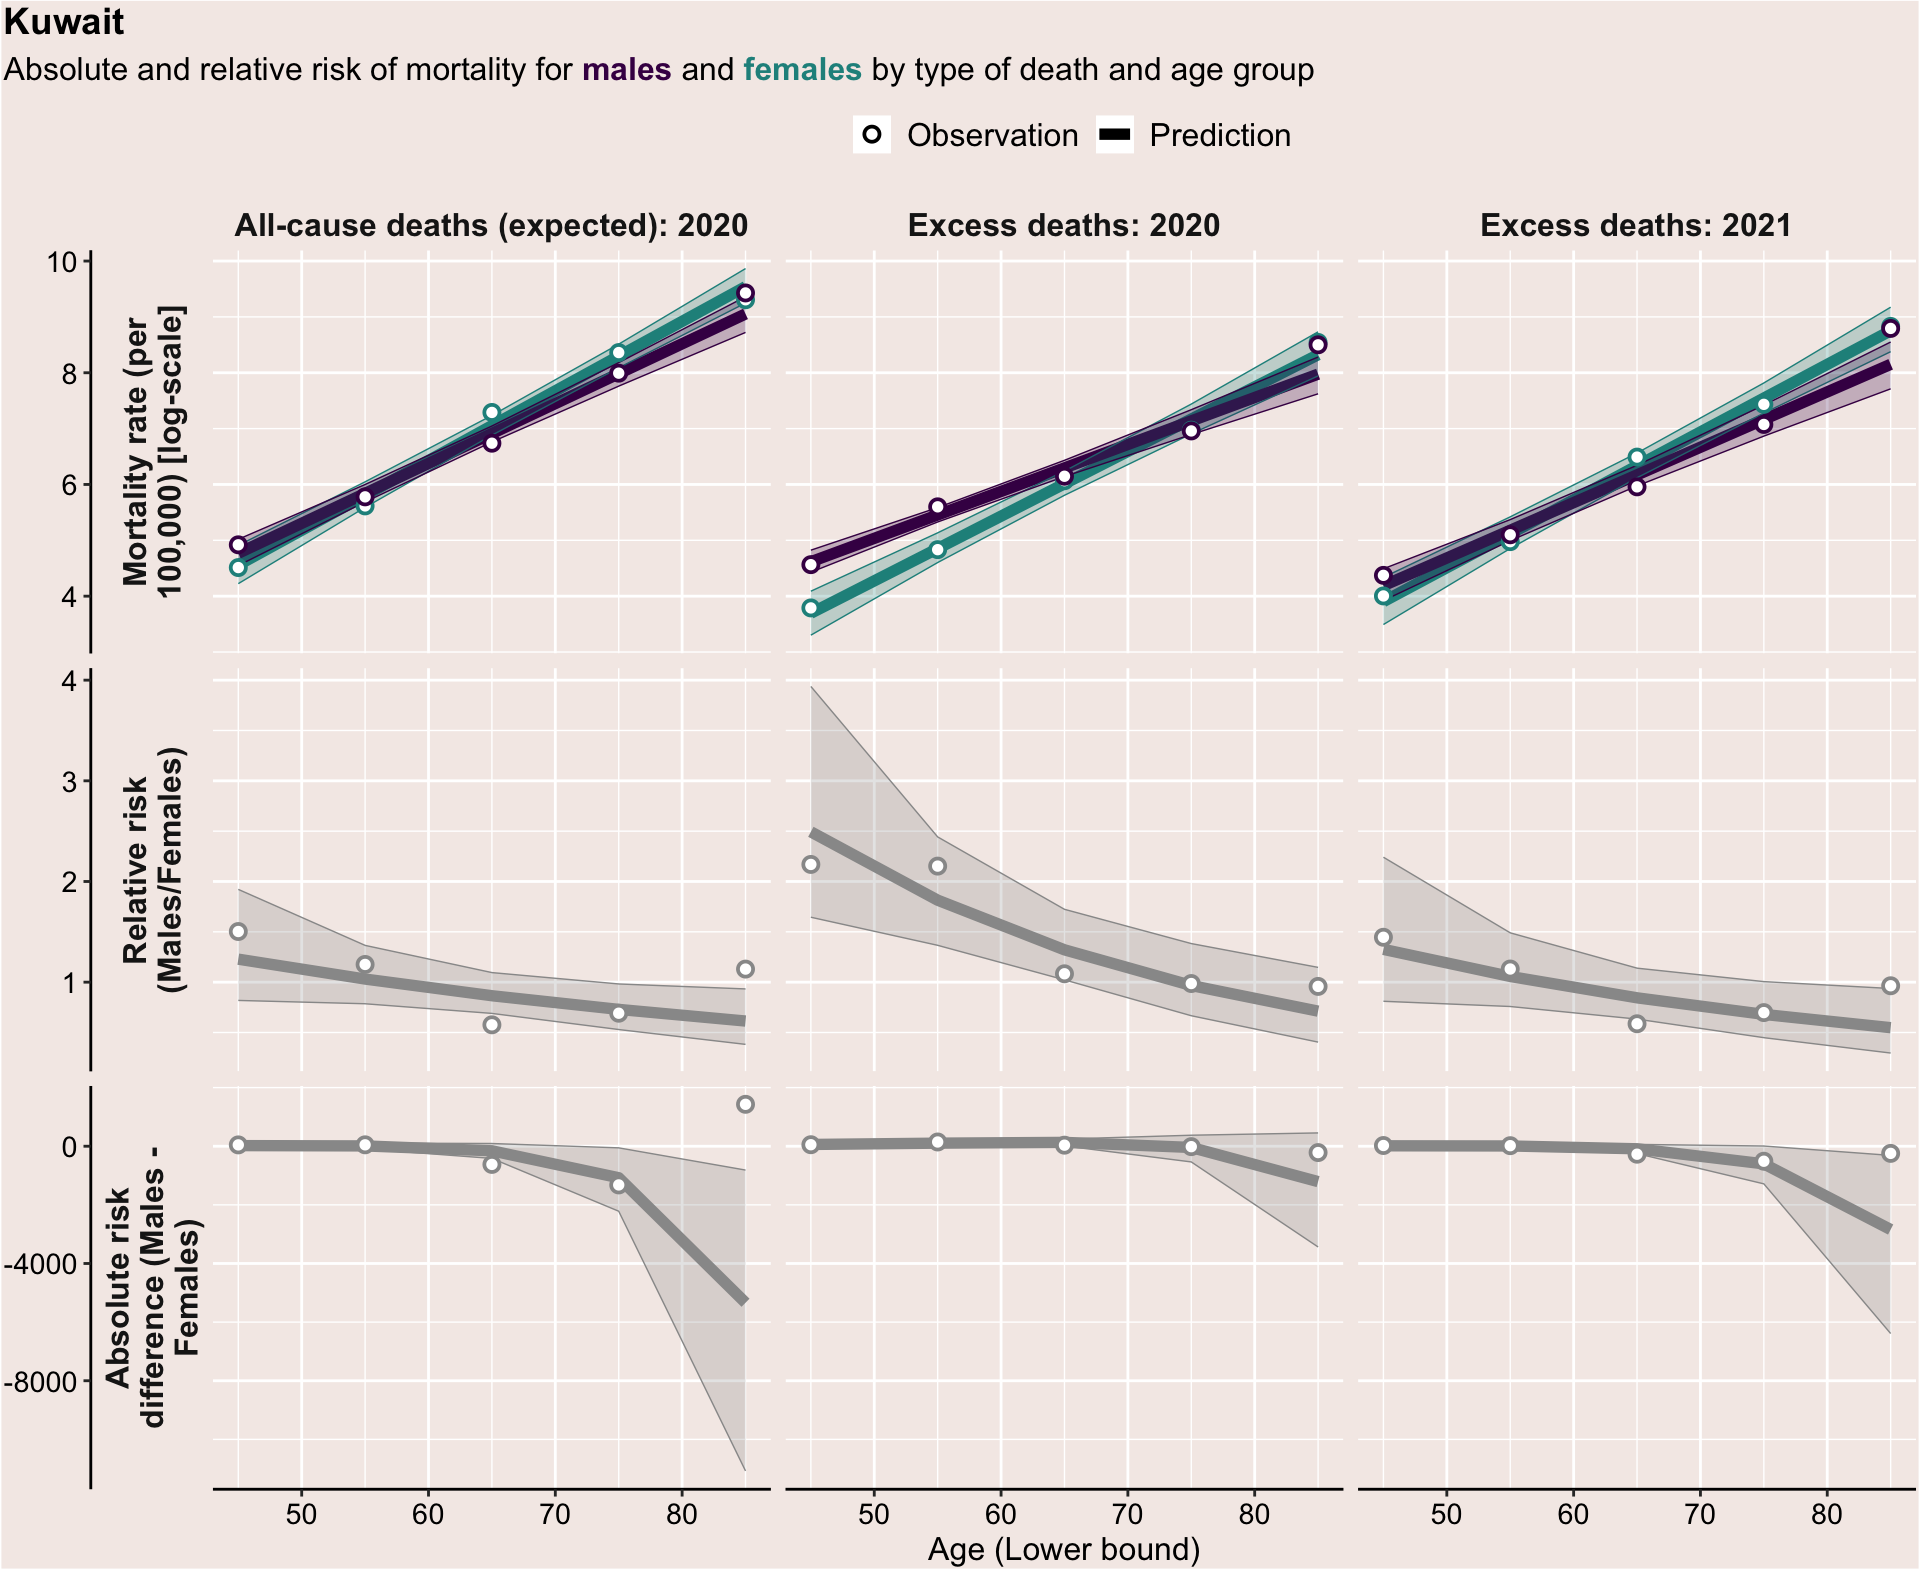 Kuwait
Absolute and relative risk of mortality for males and females by type of death and age group
Observation Prediction
All-cause deaths (expected): 2020 Excess deaths: 2020 Excess deaths: 2021
Mortality rate (per
100,000) [log-scale]
10
8
6
4
Relative risk
(Males/Females)
4
3
2
1
Absolute risk
difference (Males -
Females)
0
-4000
-8000
50 60 70 80 50 60 70 80 50 60 70 80
Age (Lower bound)